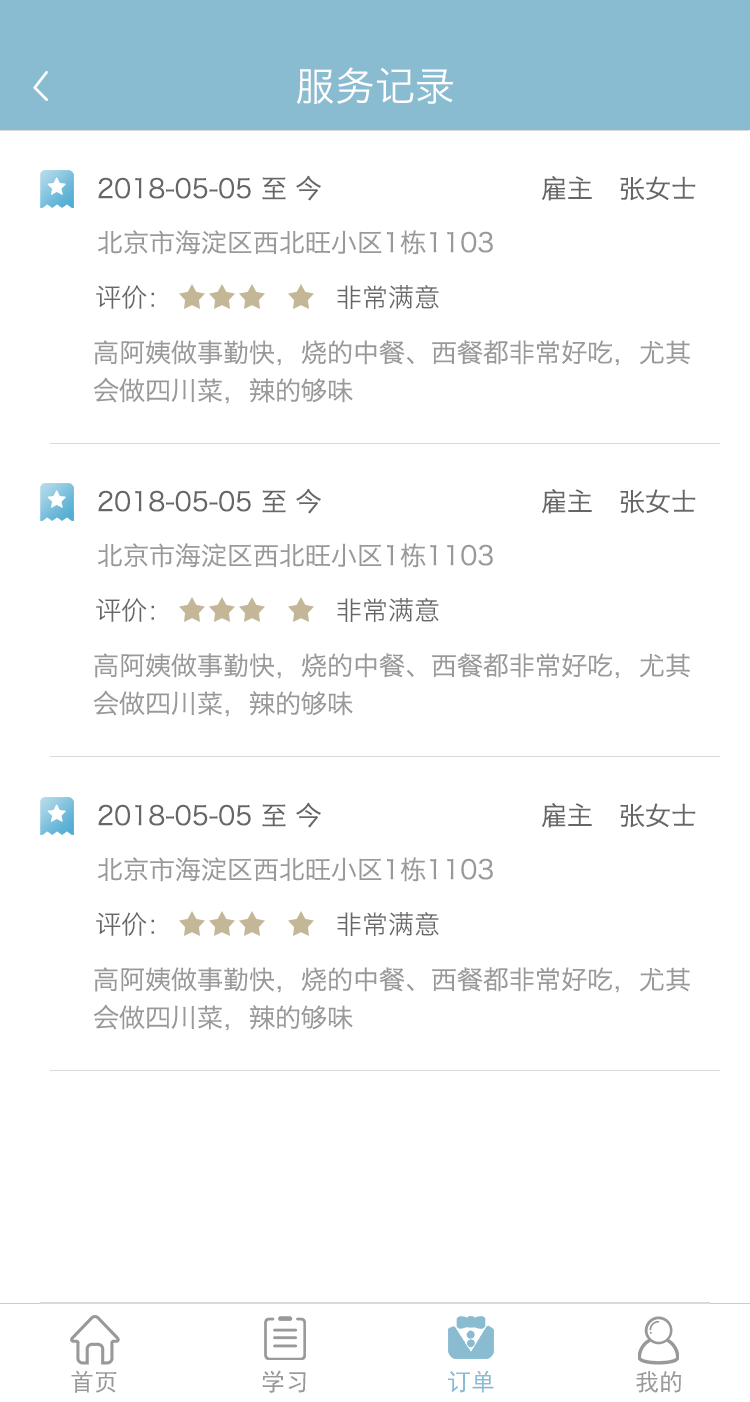 服务记录
2018-05-05 至 今 雇主 张女士
北京市海淀区西北旺小区1栋1103
评价： 非常满意
高阿姨做事勤快，烧的中餐、西餐都非常好吃，尤其
会做四川菜，辣的够味
2018-05-05 至 今 雇主 张女士
北京市海淀区西北旺小区1栋1103
评价： 非常满意
高阿姨做事勤快，烧的中餐、西餐都非常好吃，尤其
会做四川菜，辣的够味
2018-05-05 至 今 雇主 张女士
北京市海淀区西北旺小区1栋1103
评价： 非常满意
高阿姨做事勤快，烧的中餐、西餐都非常好吃，尤其
会做四川菜，辣的够味
首页 学习 订单 我的